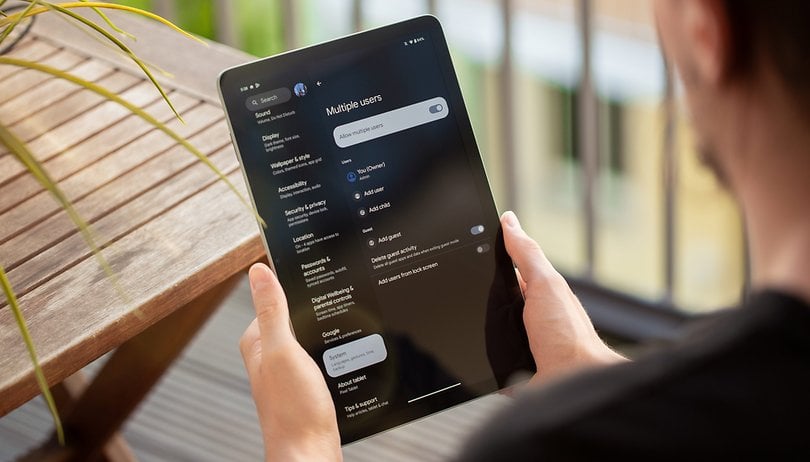 Search
Sound
Volume, Do Not Disturb
Display
Dark theme, font size,
brightness
Wallpaper & style
Colors, themed icons, app grid
Accessibility
Display, interaction, audio
Security & privacy
App security, device lock,
permissions
Location
On - 4 apps have access to
location
Passwords &
accounts
Saved passwords, autofill,
synced accounts
Digital Wellbeing &
parental controls
Screen time, app timers,
bedtime schedules
Google
Services & preferences
System
Languages, gestures, time,
backup
About tablet
Pixel Tablet
Tips & support
Help articles, tablet & chat
Multiple users
Allow multiple users
Users
You (Owner)
Admin
Add user
Add child
Guest
Add guest
Delete guest activity
Delete all guest apps and data when exiting guest mode
Add users from lock screen